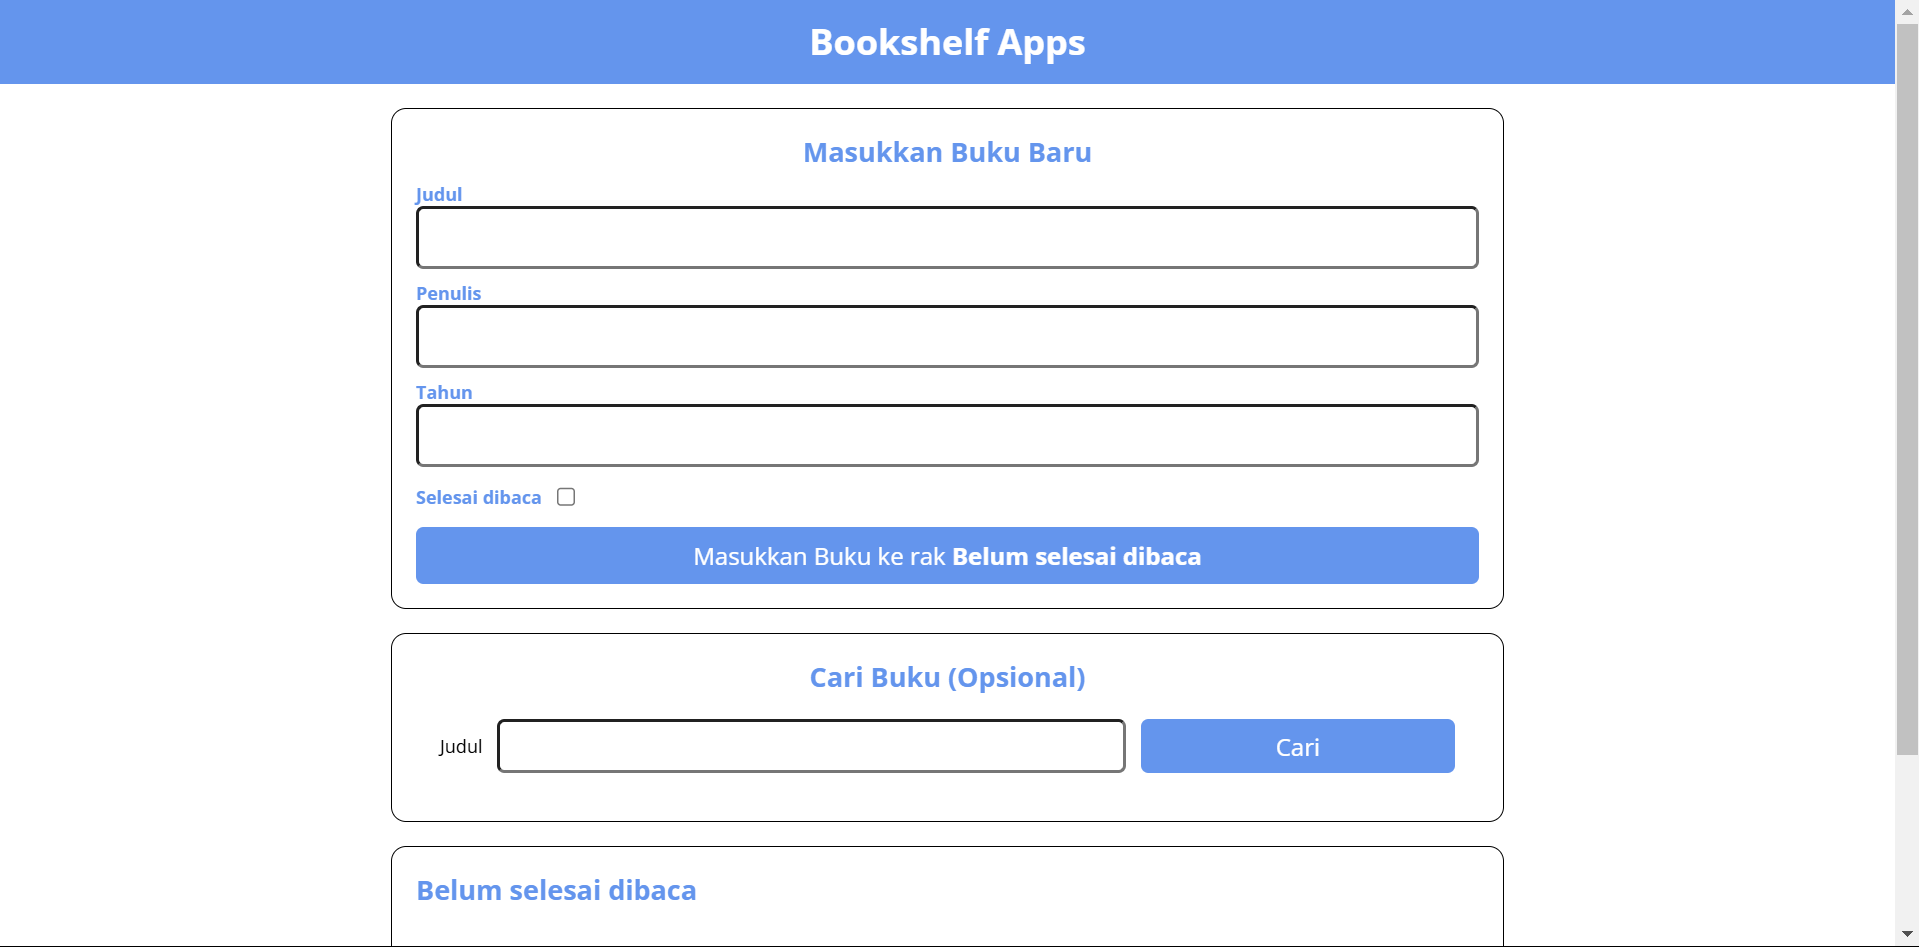 Bookshelf Apps
Masukkan Buku Baru
Judul
Penulis
Tahun
Selesai dibaca
Masukkan Buku ke rak Belum selesai dibaca
Cari Buku (Opsional)
Judul
Cari
Belum selesai dibaca